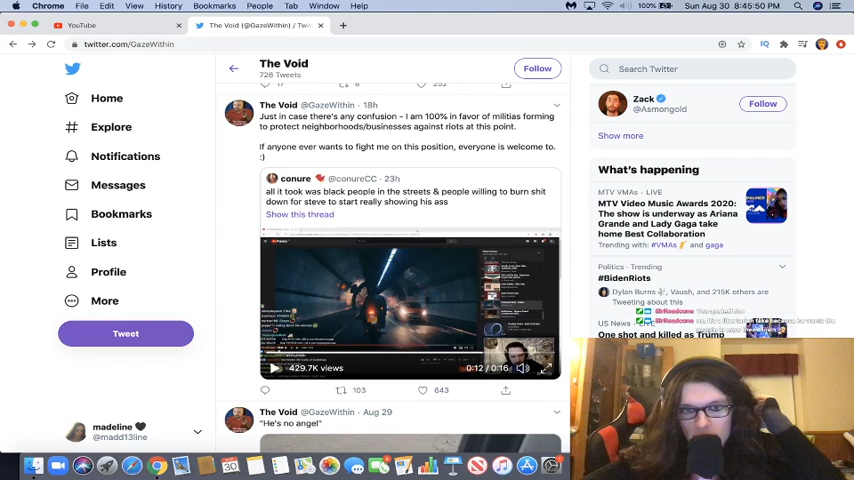 Chrome File Edit View History Bookmarks People Tab Window Help
100% Sun Aug 30 8:45:50 PM
YouTube
The Void (@GazeWithin) / Twit
twitter.com/GazeWithin
Home
Explore
Notifications
Messages
Bookmarks
Lists
Profile
More
Tweet
madeline
@madd13line
The Void
726 Tweets
Follow
17
8
252
The Void @GazeWithin · 18h
Just in case there's any confusion - I am 100% in favor of militias forming
to protect neighborhoods/businesses against riots at this point.
If anyone ever wants to fight me on this position, everyone is welcome to.
:)
conure @conureCC · 23h
all it took was black people in the streets & people willing to burn shit
down for steve to start really showing his ass
Show this thread
429.7K views
0:12 / 0:16
103
643
The Void @GazeWithin · Aug 29
"He's no angel"
Search Twitter
Zack
@Asmongold
Follow
Show more
What's happening
MTV VMAs · LIVE
MTV Video Music Awards 2020:
The show is underway as Ariana
Grande and Lady Gaga take
home Best Collaboration
Trending with: #VMAs gaga
Politics · Trending
#BidenRiots
Dylan Burns, Vaush, and 215K others are
Tweeting about this
US News · LIVE
One shot and killed as Trump